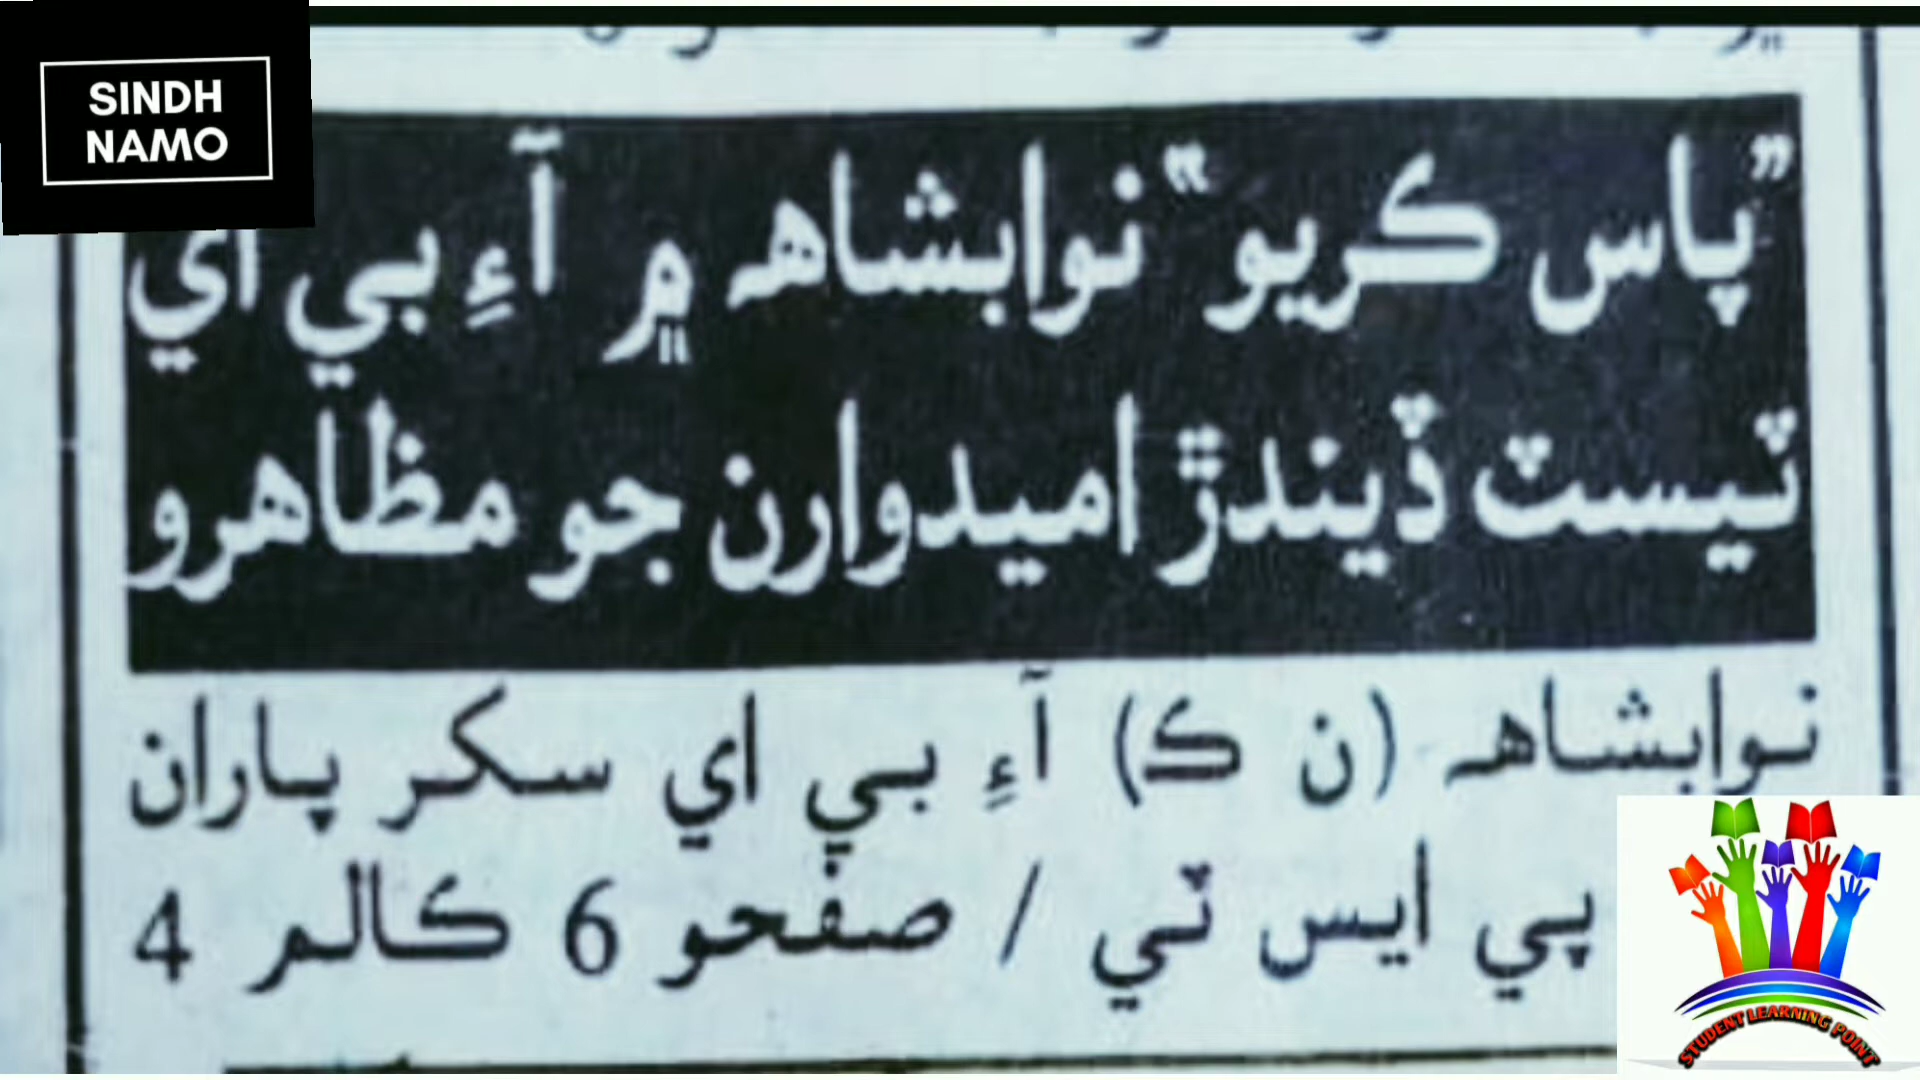 SINDH
NAMO
”پاس ڪريو“ نوابشاهه ۾ آءِ بي اي
ٽيسٽ ڏيندڙ اميدوارن جو مظاهرو
نوابشاهه (ن ڪ) آءِ بي اي سکر پاران
پي ايس ٽي / صفحو 6 ڪالم 4
STUDENT LEARNING POINT